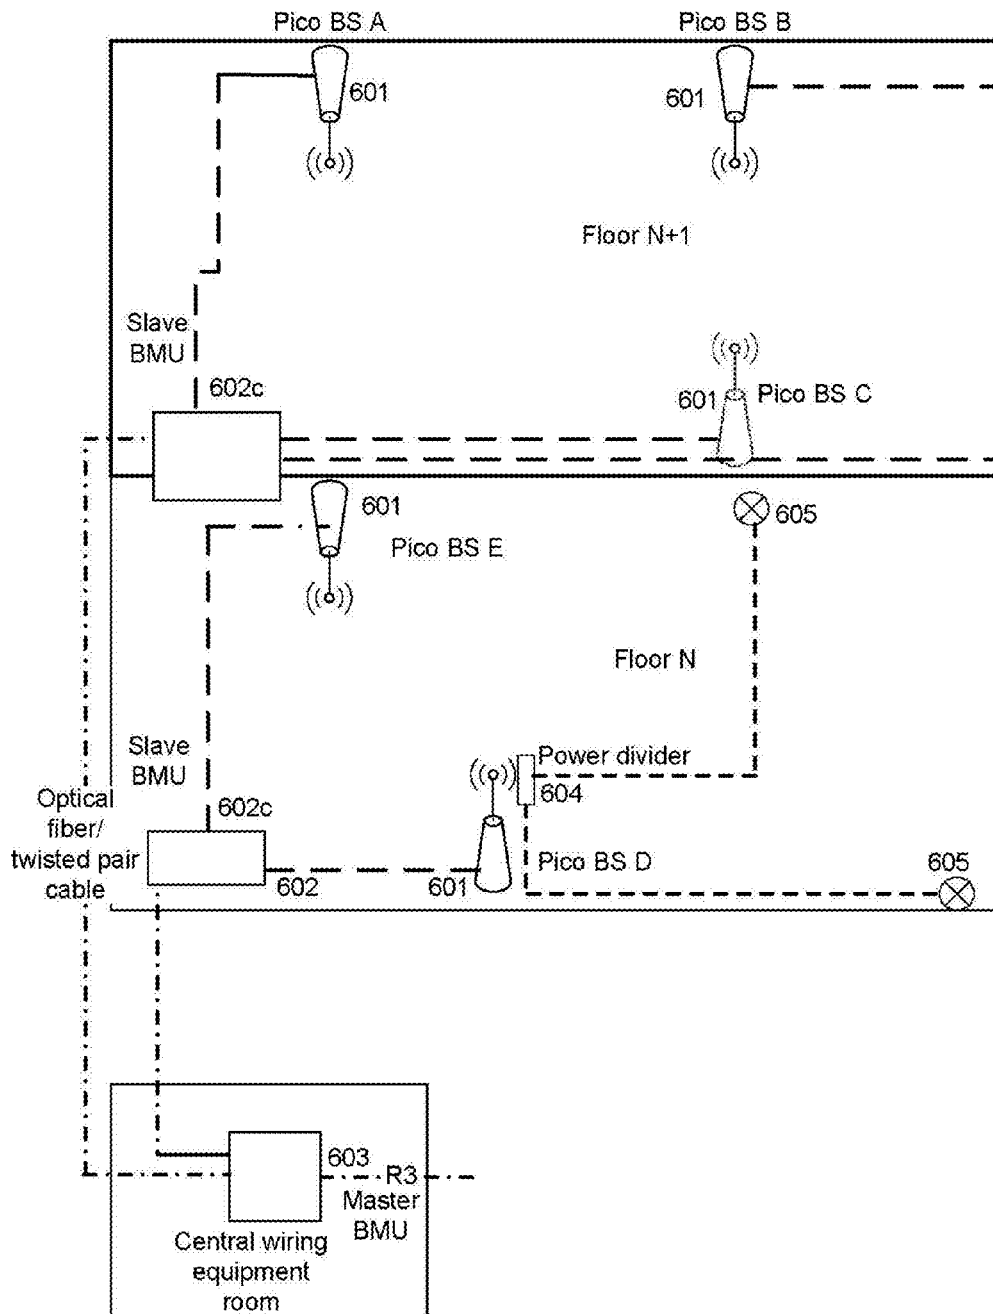 Pico BS A
Pico BS B
601
601
Floor N+1
Slave
BMU
602c
601
Pico BS C
601
605
Pico BS E
Floor N
Slave
BMU
Power divider
604
602c
Optical
fiber/
twisted pair
cable
Pico BS D
602
601
605
603
R3
Master
BMU
Central wiring
equipment
room